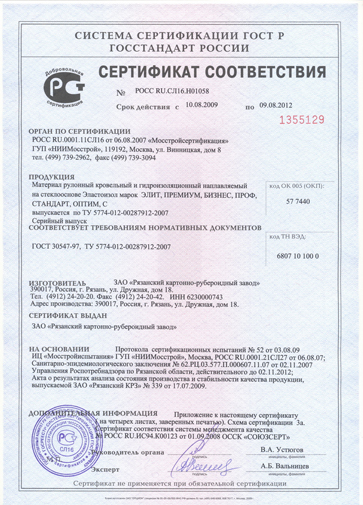 СИСТЕМА СЕРТИФИКАЦИИ ГОСТ Р
ГОССТАНДАРТ РОССИИ
Добровольная
сертификация
СЕРТИФИКАТ СООТВЕТСТВИЯ
№ РОСС RU.СЛ16.Н01058
Срок действия с 10.08.2009 по 09.08.2012
1355129
ОРГАН ПО СЕРТИФИКАЦИИ
РОСС RU.0001.11СЛ16 от 06.08.2007 «Мосстройсертификация»
ГУП «НИИМосстрой», 119192, Москва, ул. Винницкая, дом 8
тел. (499) 739-2962, факс (499) 739-3094
ПРОДУКЦИЯ
Материал рулонный кровельный и гидроизоляционный наплавляемый
на стеклооснове Эластоизол марок ЭЛИТ, ПРЕМИУМ, БИЗНЕС, ПРОФ,
СТАНДАРТ, ОПТИМ, С
выпускается по ТУ 5774-012-00287912-2007
Серийный выпуск
код ОК 005 (ОКП):
57 7440
СООТВЕТСТВУЕТ ТРЕБОВАНИЯМ НОРМАТИВНЫХ ДОКУМЕНТОВ
ГОСТ 30547-97, ТУ 5774-012-00287912-2007
код ТН ВЭД:
6807 10 100 0
ИЗГОТОВИТЕЛЬ ЗАО «Рязанский картонно-рубероидный завод»
390017, Россия, г. Рязань, ул. Дружная, дом 18.
Тел. (4912) 24-20-20. Факс (4912) 24-20-42. ИНН 6230000743
390017, Россия, г. Рязань, ул. Дружная, дом 18.
СЕРТИФИКАТ ВЫДАН
ЗАО «Рязанский картонно-рубероидный завод»
НА ОСНОВАНИИ Протокола сертификационных испытаний № 52 от 03.08.09
ИЦ «Мосстройиспытания» ГУП «НИИМосстрой», Москва, РОСС RU.0001.21СЛ27 от 06.08.07;
Санитарно-эпидемиологического заключения № 62.РЦ.03.577.П.000607.11.07 от 02.11.2007
Управления Роспотребнадзора по Рязанской области, действительного до 02.11.2012;
Акта о результатах анализа состояния производства и стабильности качества продукции,
выпускаемой ЗАО «Рязанский КРЗ» № 339 от 17.07.2009.
ДОПОЛНИТЕЛЬНАЯ ИНФОРМАЦИЯ Приложение к настоящему сертификату
на четырех листах, заверенных печатью). Схема сертификации 3а.
Сертификат соответствия системы менеджмента качества
№ РОСС RU.ИС94.К00123 от 01.09.2008 ОССК «СОЮЗСЕРТ»
СЛ16
В.А. Устюгов
Эксперт
А.Б. Вальницев
Сертификат не применяется при обязательной сертификации